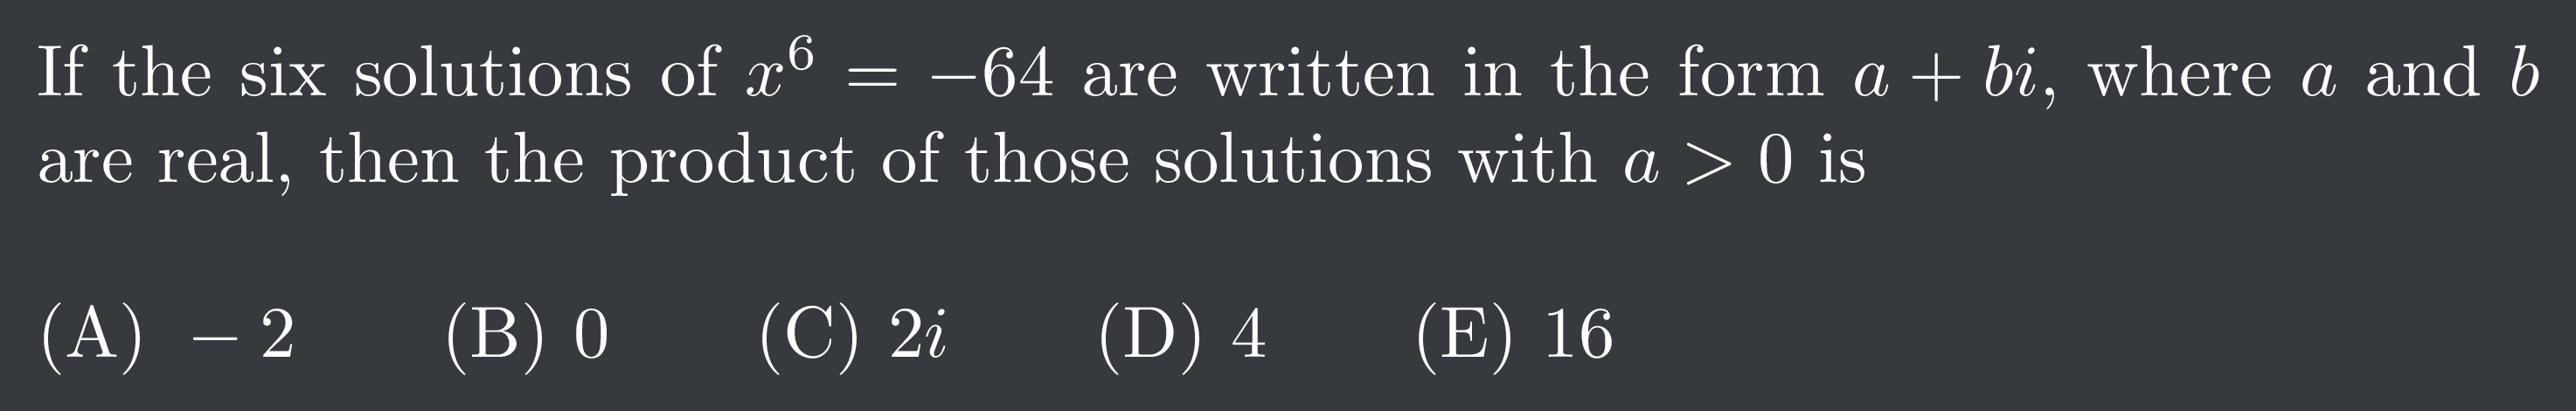 If the six solutions of $x^6 = -64$ are written in the form $a + bi$, where $a$ and $b$
are real, then the product of those solutions with $a > 0$ is
(A) $-2$ (B) $0$ (C) $2i$ (D) $4$ (E) $16$